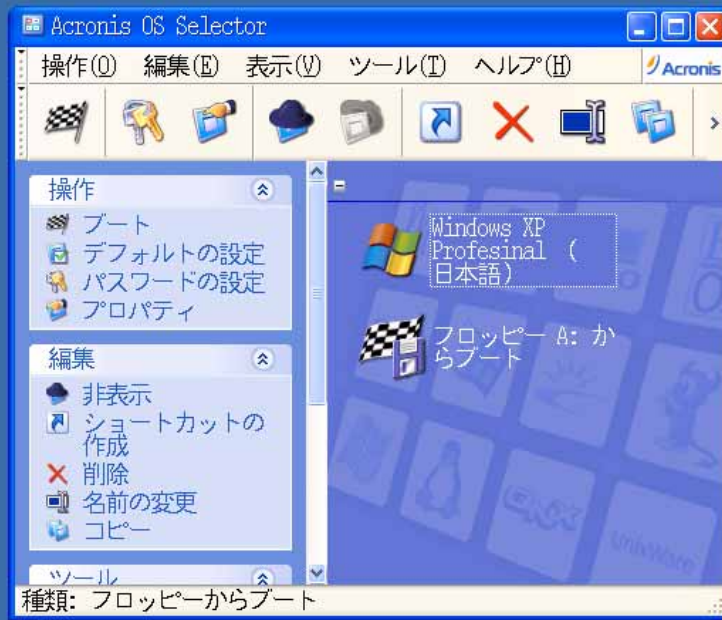 Acronis OS Selector
操作(O) 編集(E) 表示(V) ツール(T) ヘルプ(H) Acronis
操作
ブート
デフォルトの設定
パスワードの設定
プロパティ
編集
非表示
ショートカットの
作成
削除
名前の変更
コピー
ツール
Windows XP
Profesinal (
日本語)
フロッピー A: か
らブート
QNX
UnixWare
種類: フロッピーからブート